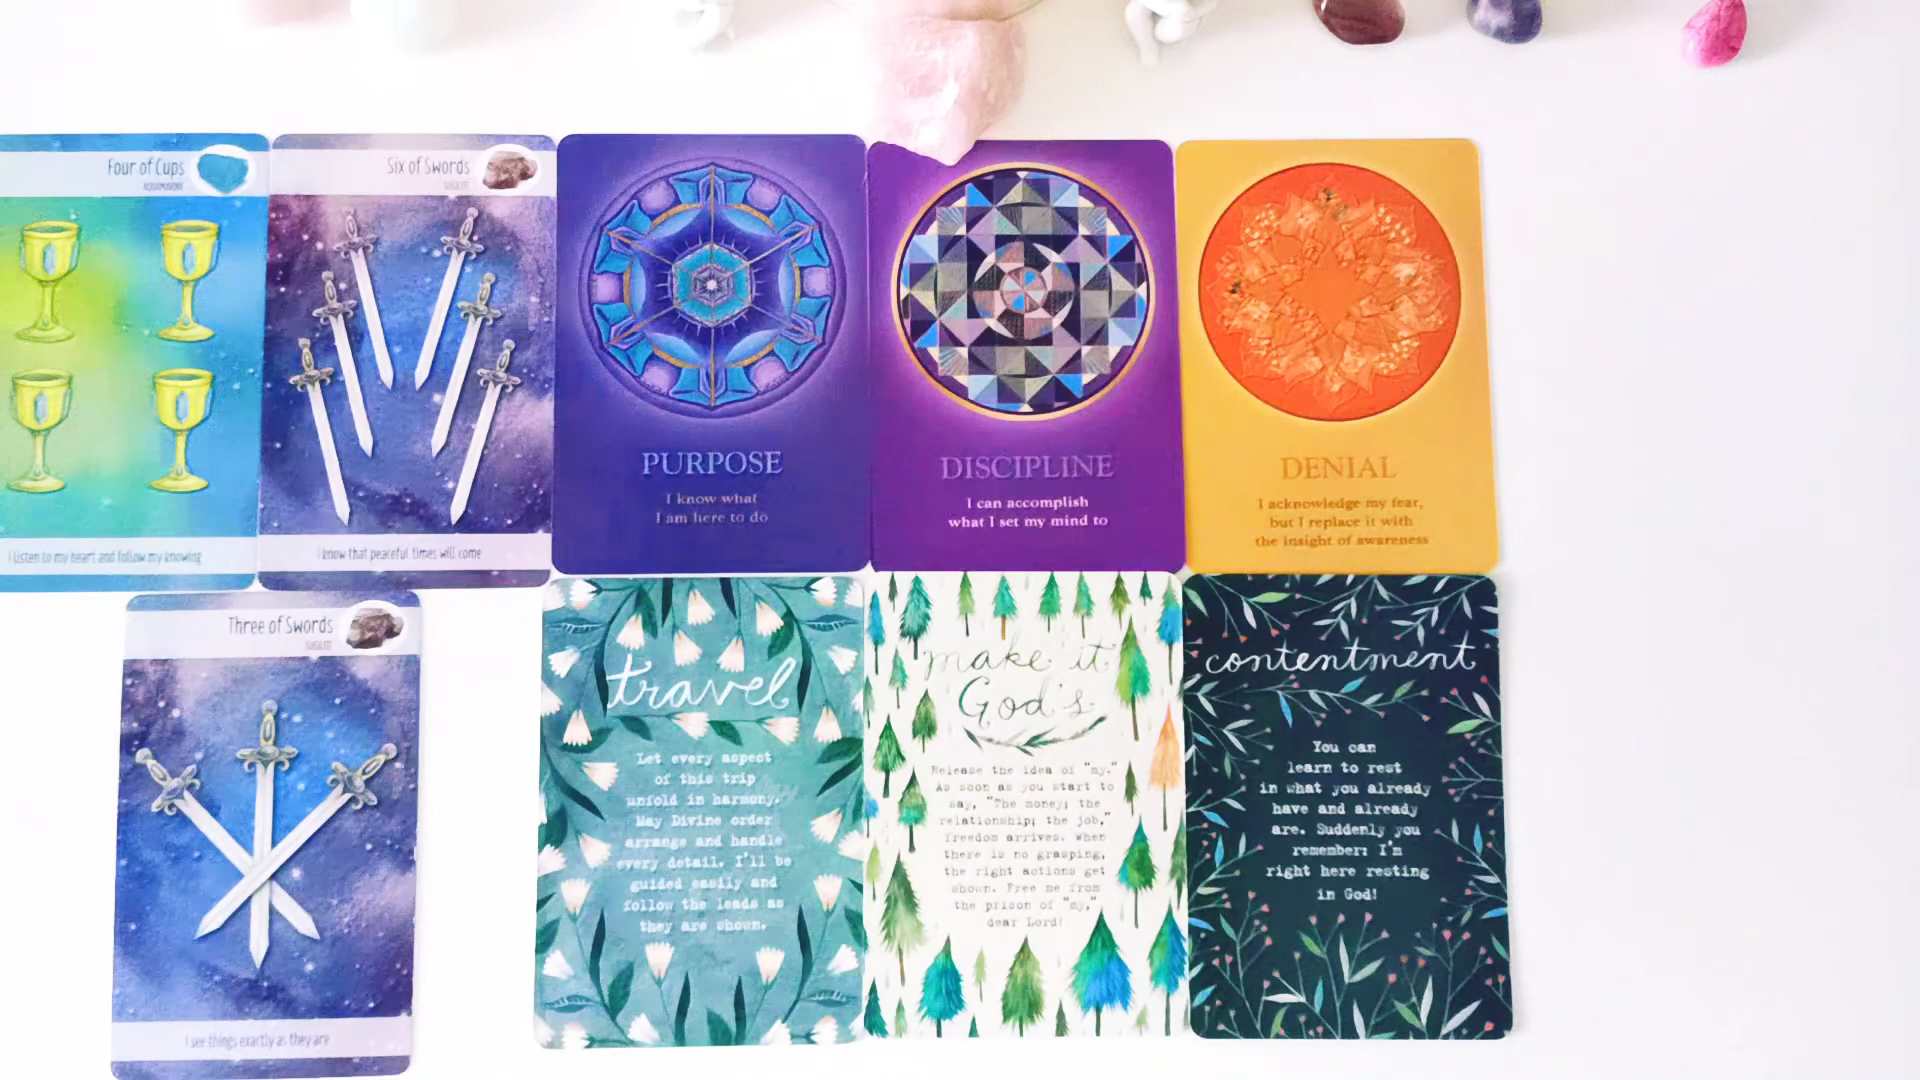 Four of Cups
AQUAMARINE
I listen to my heart and follow my knowing
Six of Swords
SUGILITE
I know that peaceful times will come
PURPOSE
I know what
I am here to do
DISCIPLINE
I can accomplish
what I set my mind to
DENIAL
I acknowledge my fear,
but I replace it with
the insight of awareness
Three of Swords
SUGILITE
I see things exactly as they are
travel
Let every aspect
of this trip
unfold in harmony.
May Divine order
arrange and handle
every detail. I'll be
guided easily and
follow the leads as
they are shown.
make it
God's
Release the idea of "my."
As soon as you start to
say, "The money; the
relationship; the job,"
freedom arrives. When
there is no grasping,
the right actions get
shown. Free me from
the prison of "my,"
dear Lord!
contentment
You can
learn to rest
in what you already
have and already
are. Suddenly you
remember: I'm
right here resting
in God!